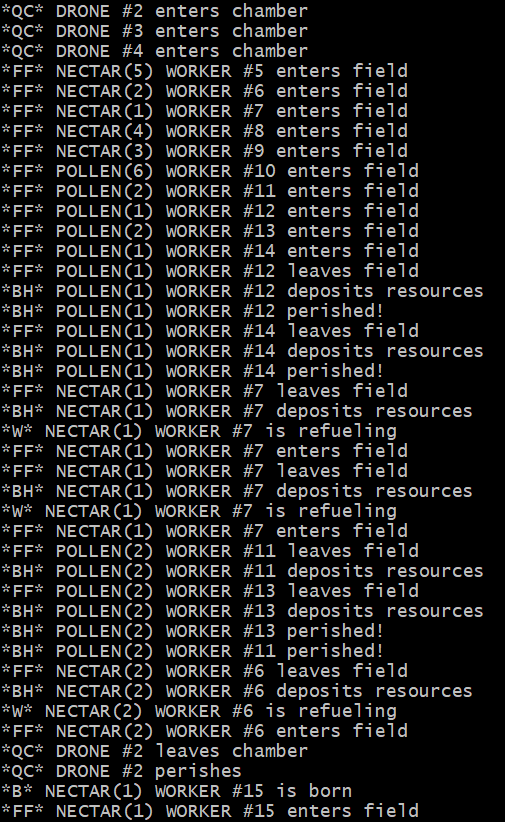 *QC* DRONE #2 enters chamber
*QC* DRONE #3 enters chamber
*QC* DRONE #4 enters chamber
*FF* NECTAR(5) WORKER #5 enters field
*FF* NECTAR(2) WORKER #6 enters field
*FF* NECTAR(1) WORKER #7 enters field
*FF* NECTAR(4) WORKER #8 enters field
*FF* NECTAR(3) WORKER #9 enters field
*FF* POLLEN(6) WORKER #10 enters field
*FF* POLLEN(2) WORKER #11 enters field
*FF* POLLEN(1) WORKER #12 enters field
*FF* POLLEN(2) WORKER #13 enters field
*FF* POLLEN(1) WORKER #14 enters field
*FF* POLLEN(1) WORKER #12 leaves field
*BH* POLLEN(1) WORKER #12 deposits resources
*BH* POLLEN(1) WORKER #12 perished!
*FF* POLLEN(1) WORKER #14 leaves field
*BH* POLLEN(1) WORKER #14 deposits resources
*BH* POLLEN(1) WORKER #14 perished!
*FF* NECTAR(1) WORKER #7 leaves field
*BH* NECTAR(1) WORKER #7 deposits resources
*W* NECTAR(1) WORKER #7 is refueling
*FF* NECTAR(1) WORKER #7 enters field
*FF* NECTAR(1) WORKER #7 leaves field
*BH* NECTAR(1) WORKER #7 deposits resources
*W* NECTAR(1) WORKER #7 is refueling
*FF* NECTAR(1) WORKER #7 enters field
*FF* POLLEN(2) WORKER #11 leaves field
*BH* POLLEN(2) WORKER #11 deposits resources
*FF* POLLEN(2) WORKER #13 leaves field
*BH* POLLEN(2) WORKER #13 deposits resources
*BH* POLLEN(2) WORKER #13 perished!
*BH* POLLEN(2) WORKER #11 perished!
*FF* NECTAR(2) WORKER #6 leaves field
*BH* NECTAR(2) WORKER #6 deposits resources
*W* NECTAR(2) WORKER #6 is refueling
*FF* NECTAR(2) WORKER #6 enters field
*QC* DRONE #2 leaves chamber
*QC* DRONE #2 perishes
*B* NECTAR(1) WORKER #15 is born
*FF* NECTAR(1) WORKER #15 enters field